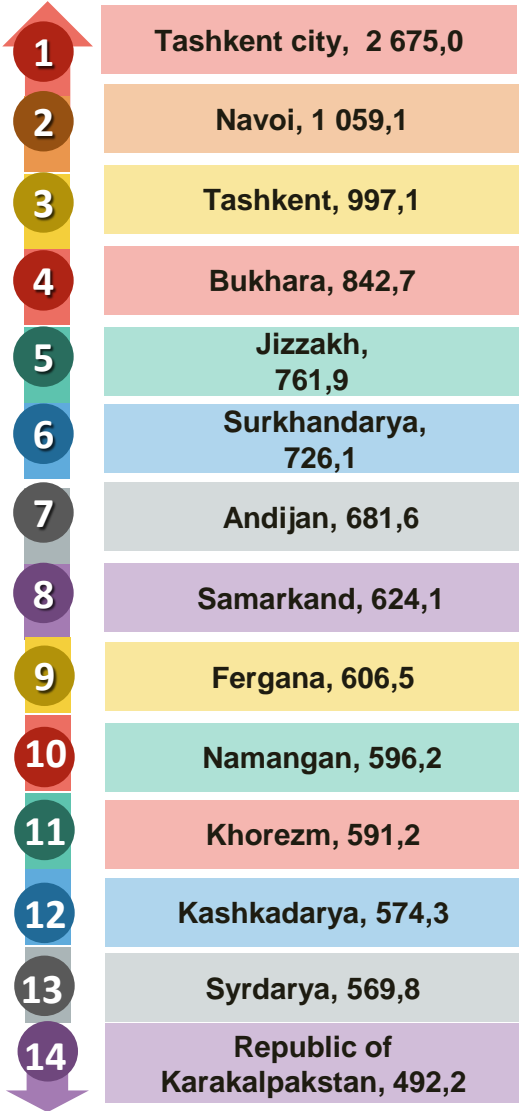 1
Tashkent city, 2 675,0
2
Navoi, 1 059,1
3
Tashkent, 997,1
4
Bukhara, 842,7
5
Jizzakh,
761,9
6
Surkhandarya,
726,1
7
Andijan, 681,6
8
Samarkand, 624,1
9
Fergana, 606,5
10
Namangan, 596,2
11
Khorezm, 591,2
12
Kashkadarya, 574,3
13
Syrdarya, 569,8
14
Republic of
Karakalpakstan, 492,2